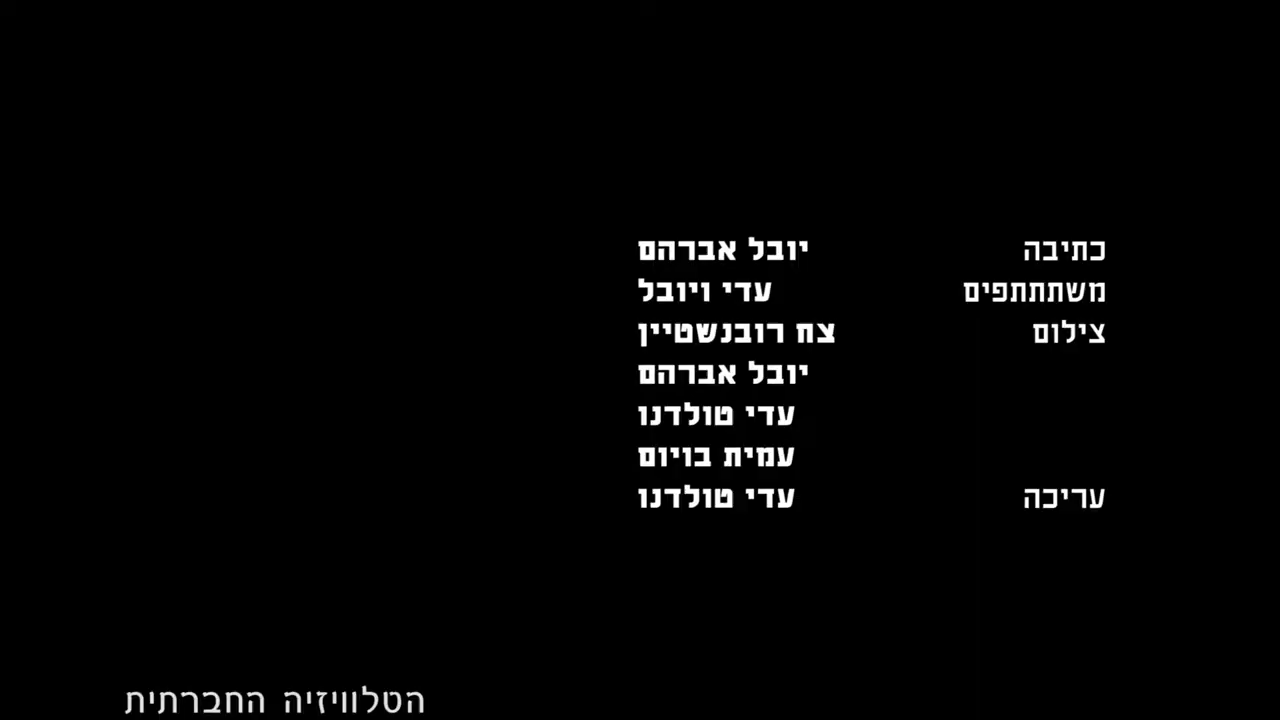 כתיבה יובל אברהם
משתתתפים עדי ויובל
צילום צח רובנשטיין
יובל אברהם
עדי טולדנו
עמית בויום
עריכה עדי טולדנו
הטלוויזיה החברתית